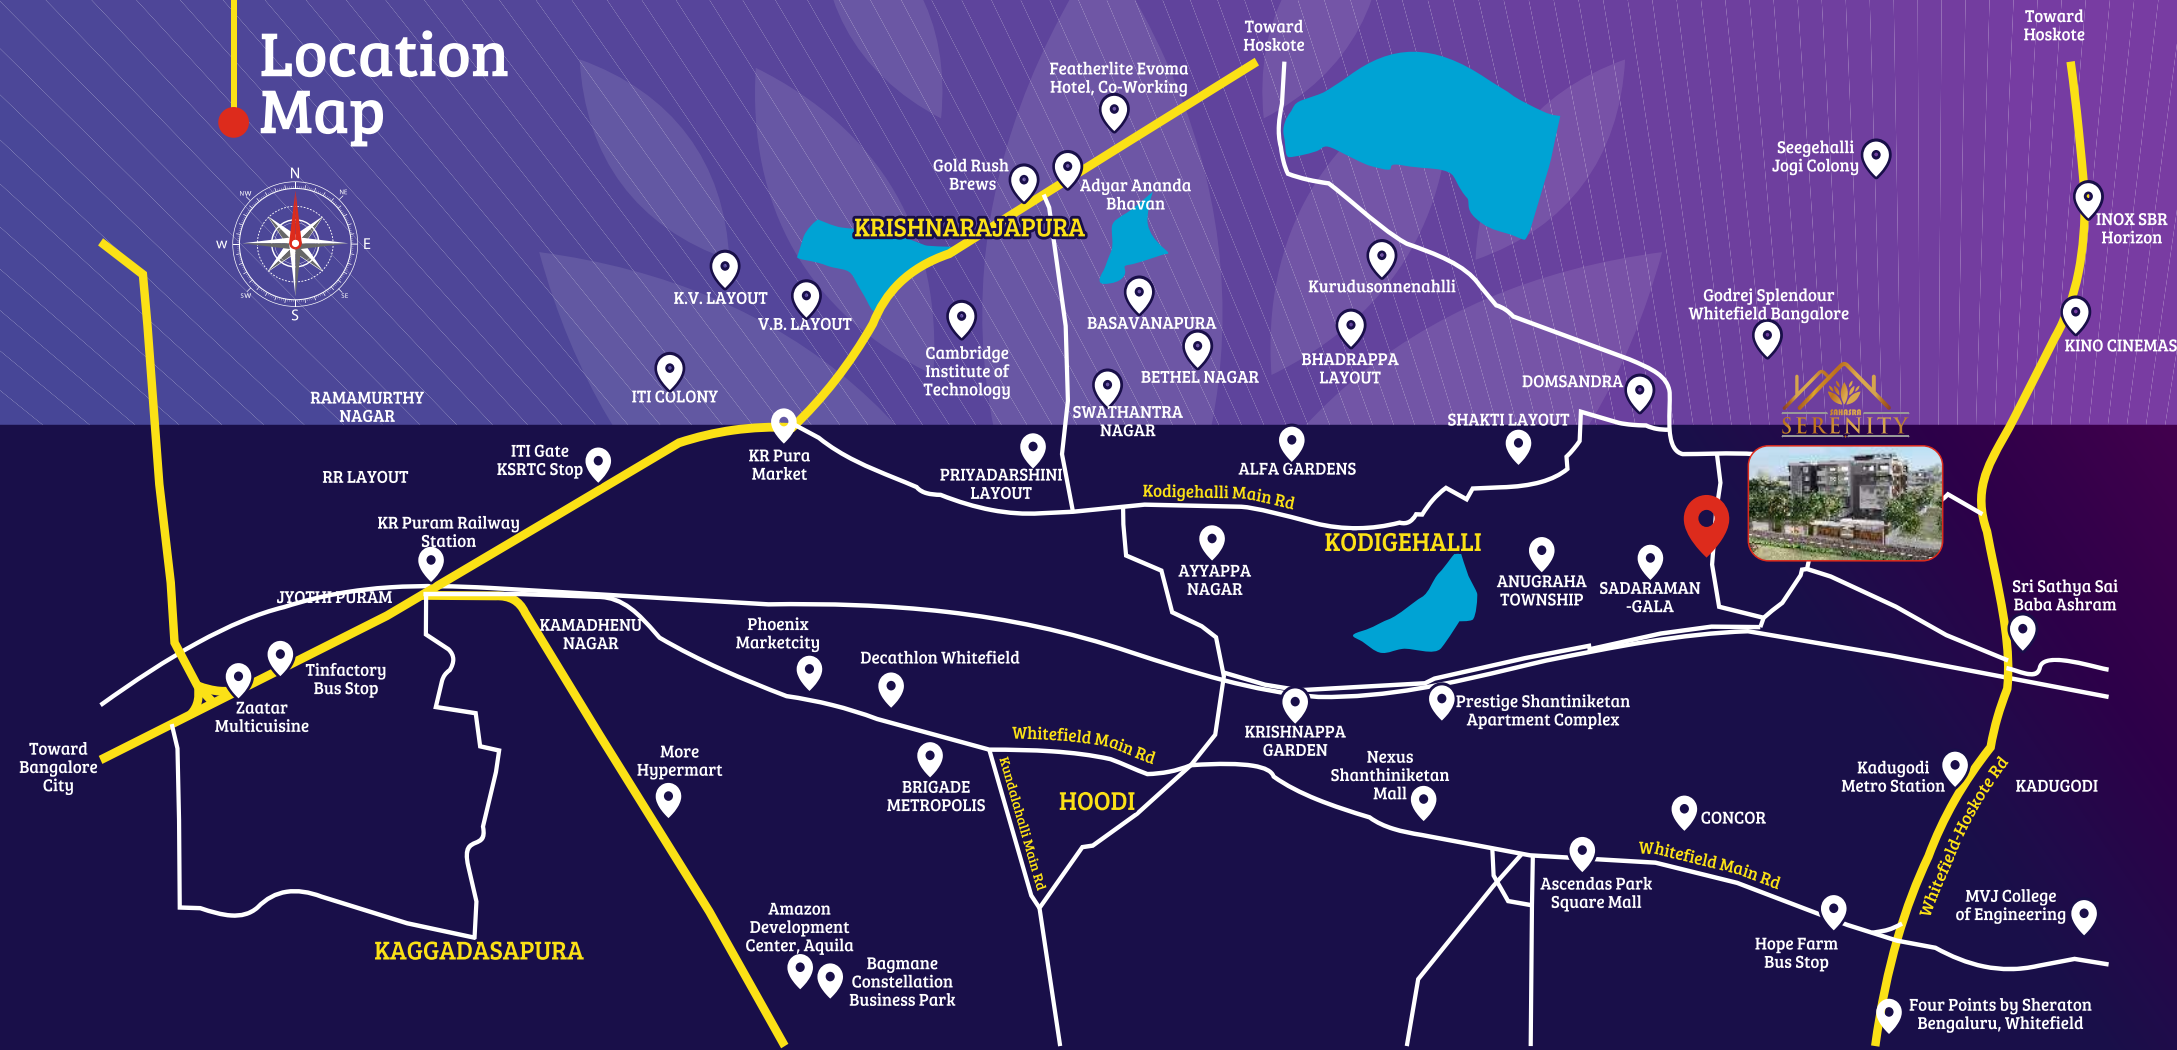 Location
Map
N
NE
E
SE
S
SW
W
NW
Toward
Hoskote
Toward
Hoskote
Featherlite Evoma
Hotel, Co-Working
Gold Rush
Brews
Adyar Ananda
Bhavan
KRISHNARAJAPURA
Seegehalli
Jogi Colony
INOX SBR
Horizon
K.V. LAYOUT
V.B. LAYOUT
BASAVANAPURA
Kurudusonnenahlli
Godrej Splendour
Whitefield Bangalore
KINO CINEMAS
Cambridge
Institute of
Technology
BETHEL NAGAR
BHADRAPPA
LAYOUT
ITI COLONY
SWATHANTRA
NAGAR
DOMSANDRA
SAHASRA
SERENITY
RAMAMURTHY
NAGAR
SHAKTI LAYOUT
ITI Gate
KSRTC Stop
KR Pura
Market
PRIYADARSHINI
LAYOUT
ALFA GARDENS
RR LAYOUT
Kodigehalli Main Rd
KR Puram Railway
Station
KODIGEHALLI
AYYAPPA
NAGAR
ANUGRAHA
TOWNSHIP
SADARAMAN
-GALA
JYOTHI PURAM
Sri Sathya Sai
Baba Ashram
KAMADHENU
NAGAR
Phoenix
Marketcity
Decathlon Whitefield
Tinfactory
Bus Stop
Zaatar
Multicuisine
Prestige Shantiniketan
Apartment Complex
KRISHNAPPA
GARDEN
Toward
Bangalore
City
More
Hypermart
Whitefield Main Rd
BRIGADE
METROPOLIS
Kundalahalli Main Rd
HOODI
Nexus
Shanthiniketan
Mall
Kadugodi
Metro Station
KADUGODI
CONCOR
Whitefield-Hoskote Rd
Whitefield Main Rd
Ascendas Park
Square Mall
MVJ College
of Engineering
Amazon
Development
Center, Aquila
KAGGADASAPURA
Hope Farm
Bus Stop
Bagmane
Constellation
Business Park
Four Points by Sheraton
Bengaluru, Whitefield